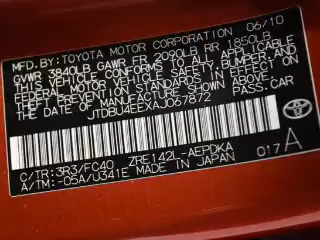 MFD.BY: TOYOTA MOTOR CORPORATION 06/10
GVWR 3840LB GAWR FR 2090LB RR 1850LB
THIS VEHICLE CONFORMS TO ALL APPLICABLE
FEDERAL MOTOR VEHICLE SAFETY, BUMPER, AND
THEFT PREVENTION STANDARDS IN EFFECT ON
THE DATE OF MANUFACTURE SHOWN ABOVE.
JTDBU4EEXAJ067872 PASS.CAR
TOYOTA
C/TR: 3R3/FC40 ZRE142L-AEPDKA 017A
A/TM: -05A/U341E MADE IN JAPAN